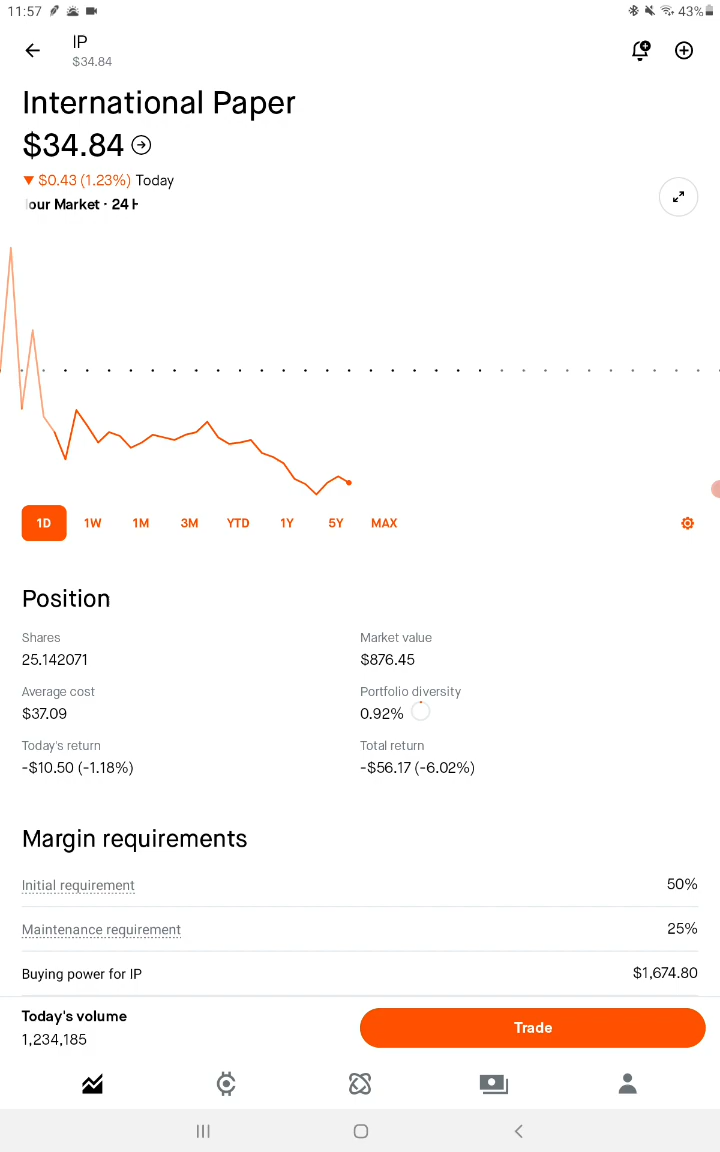 11:57
43%
IP
$34.84
International Paper
$34.84
▼ $0.43 (1.23%) Today
our Market · 24 H
1D 1W 1M 3M YTD 1Y 5Y MAX
Position
Shares Market value
25.142071 $876.45
Average cost Portfolio diversity
$37.09 0.92%
Today's return Total return
-$10.50 (-1.18%) -$56.17 (-6.02%)
Margin requirements
Initial requirement 50%
Maintenance requirement 25%
Buying power for IP $1,674.80
Today's volume
1,234,185
Trade